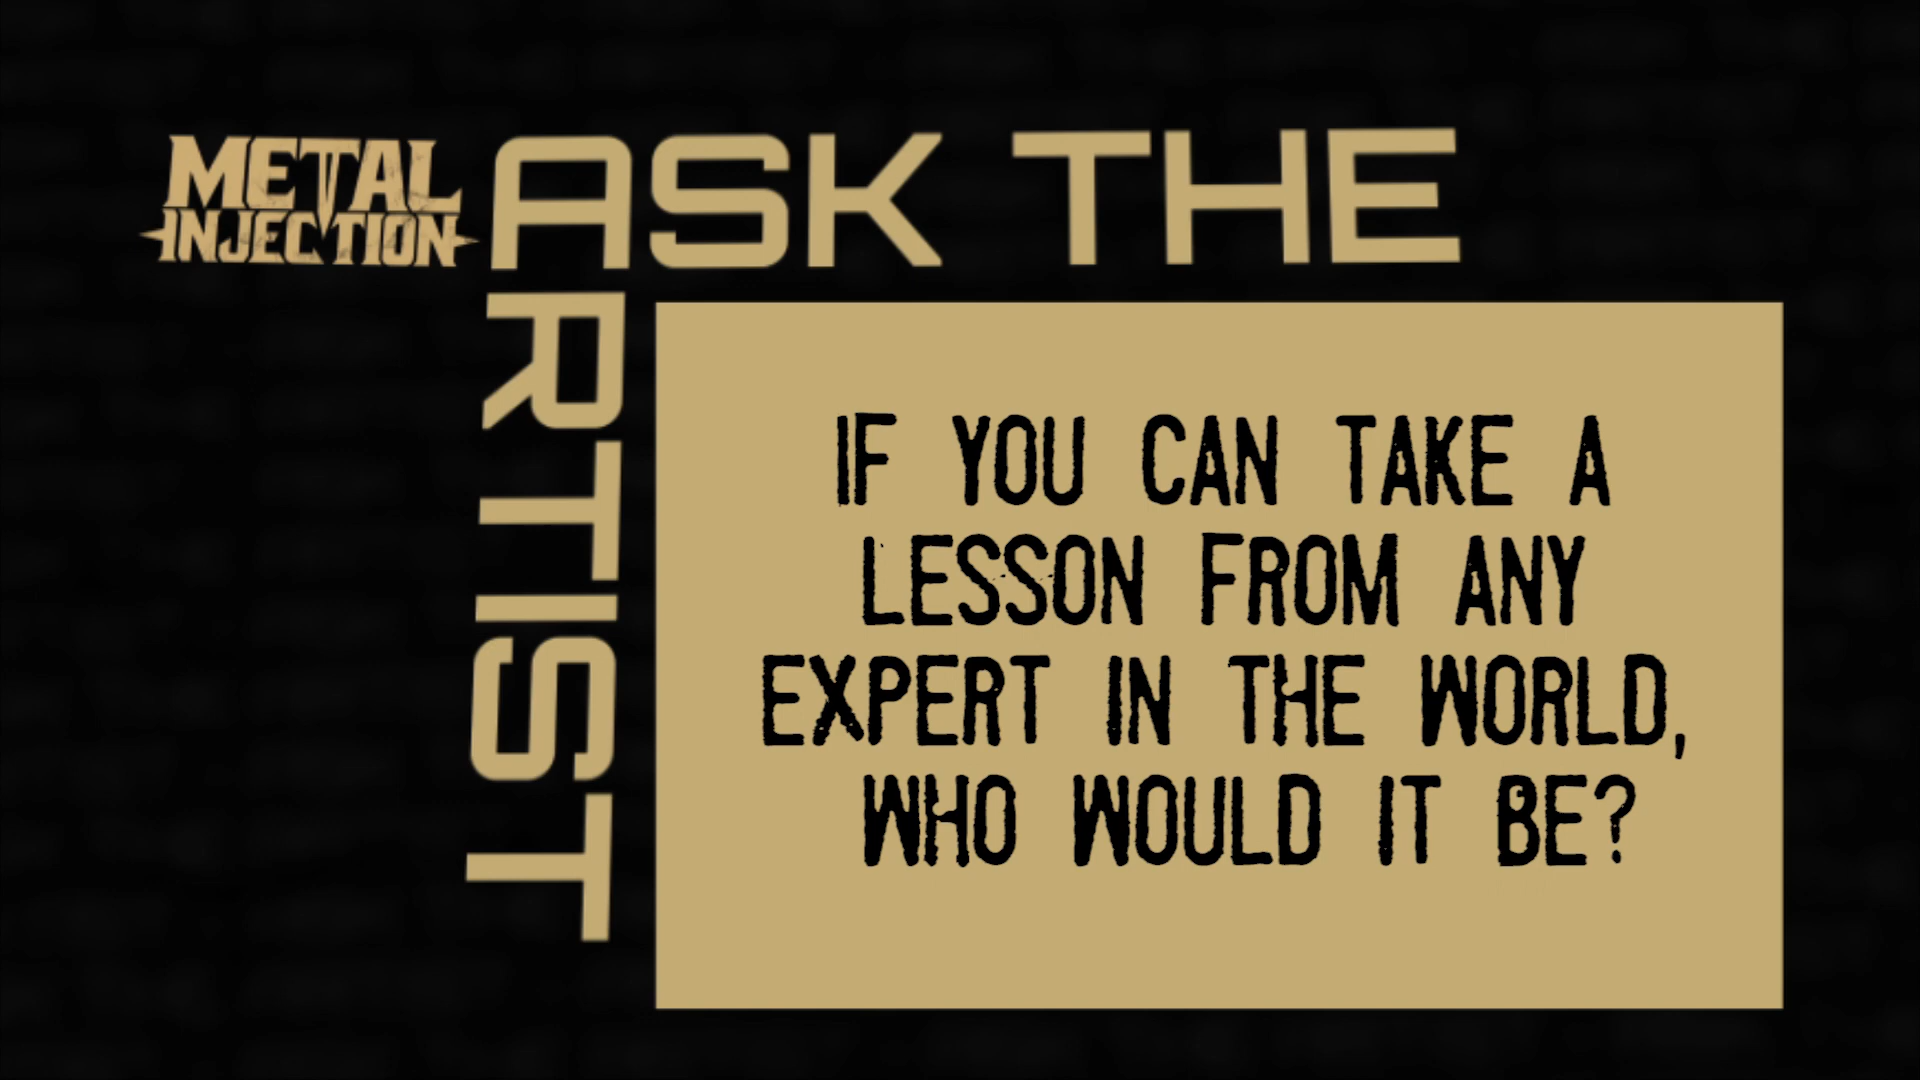 METAL
INJECTION
ASK THE
ARTIST
IF YOU CAN TAKE A
LESSON FROM ANY
EXPERT IN THE WORLD,
WHO WOULD IT BE?